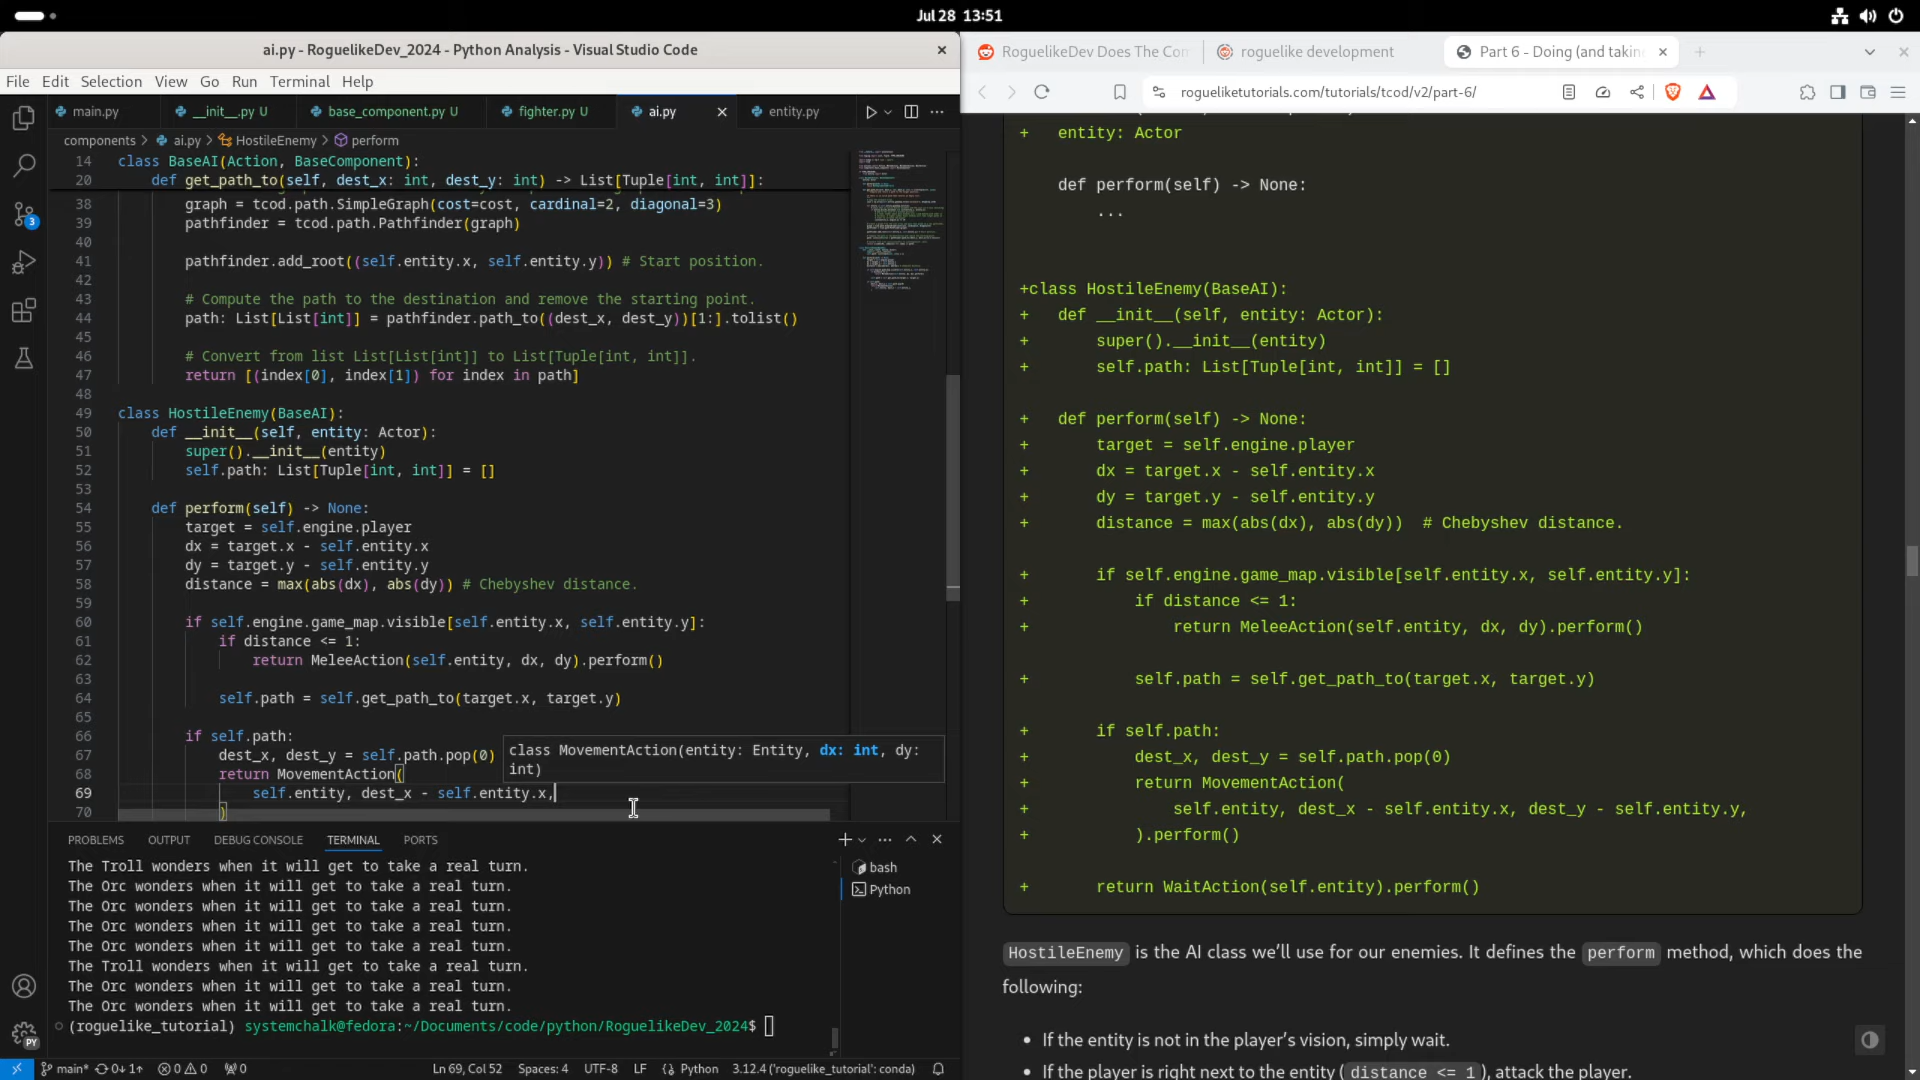 Jul 28 13:51
ai.py - RoguelikeDev_2024 - Python Analysis - Visual Studio Code
File Edit Selection View Go Run Terminal Help
main.py
__init__.py U
base_component.py U
fighter.py U
ai.py
entity.py
components > ai.py > HostileEnemy > perform
14 class BaseAI(Action, BaseComponent):
20 def get_path_to(self, dest_x: int, dest_y: int) -> List[Tuple[int, int]]:
38 graph = tcod.path.SimpleGraph(cost=cost, cardinal=2, diagonal=3)
39 pathfinder = tcod.path.Pathfinder(graph)
40
41 pathfinder.add_root((self.entity.x, self.entity.y)) # Start position.
42
43 # Compute the path to the destination and remove the starting point.
44 path: List[List[int]] = pathfinder.path_to((dest_x, dest_y))[1:].tolist()
45
46 # Convert from list List[List[int]] to List[Tuple[int, int]].
47 return [(index[0], index[1]) for index in path]
48
49 class HostileEnemy(BaseAI):
50 def __init__(self, entity: Actor):
51 super().__init__(entity)
52 self.path: List[Tuple[int, int]] = []
53
54 def perform(self) -> None:
55 target = self.engine.player
56 dx = target.x - self.entity.x
57 dy = target.y - self.entity.y
58 distance = max(abs(dx), abs(dy)) # Chebyshev distance.
59
60 if self.engine.game_map.visible[self.entity.x, self.entity.y]:
61 if distance <= 1:
62 return MeleeAction(self.entity, dx, dy).perform()
63
64 self.path = self.get_path_to(target.x, target.y)
65
66 if self.path:
67 dest_x, dest_y = self.path.pop(0)
68 return MovementAction(
69 self.entity, dest_x - self.entity.x,
70 )
class MovementAction(entity: Entity, dx: int, dy:
int)
PROBLEMS OUTPUT DEBUG CONSOLE TERMINAL PORTS
bash
Python
The Troll wonders when it will get to take a real turn.
The Orc wonders when it will get to take a real turn.
The Orc wonders when it will get to take a real turn.
The Orc wonders when it will get to take a real turn.
The Orc wonders when it will get to take a real turn.
The Troll wonders when it will get to take a real turn.
The Orc wonders when it will get to take a real turn.
The Orc wonders when it will get to take a real turn.
(roguelike_tutorial) systemchalk@fedora:~/Documents/code/python/RoguelikeDev_2024$
3
PY
main* 0↓ 1↑ 0 0 0 Ln 69, Col 52 Spaces: 4 UTF-8 LF Python 3.12.4 ('roguelike_tutorial': conda)
RoguelikeDev Does The Com
roguelike development
Part 6 - Doing (and takin
rogueliketutorials.com/tutorials/tcod/v2/part-6/
+ entity: Actor
def perform(self) -> None:
...
+class HostileEnemy(BaseAI):
+ def __init__(self, entity: Actor):
+ super().__init__(entity)
+ self.path: List[Tuple[int, int]] = []
+ def perform(self) -> None:
+ target = self.engine.player
+ dx = target.x - self.entity.x
+ dy = target.y - self.entity.y
+ distance = max(abs(dx), abs(dy)) # Chebyshev distance.
+ if self.engine.game_map.visible[self.entity.x, self.entity.y]:
+ if distance <= 1:
+ return MeleeAction(self.entity, dx, dy).perform()
+ self.path = self.get_path_to(target.x, target.y)
+ if self.path:
+ dest_x, dest_y = self.path.pop(0)
+ return MovementAction(
+ self.entity, dest_x - self.entity.x, dest_y - self.entity.y,
+ ).perform()
+ return WaitAction(self.entity).perform()
HostileEnemy is the AI class we’ll use for our enemies. It defines the perform method, which does the
following:
• If the entity is not in the player’s vision, simply wait.
• If the player is right next to the entity ( distance <= 1 ), attack the player.